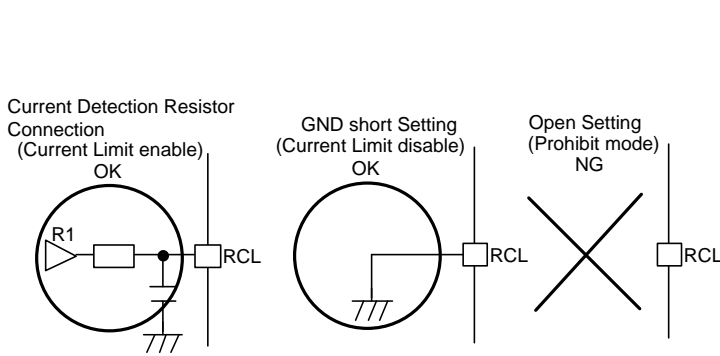 Current Detection Resistor
Connection
(Current Limit enable)
OK
R1
RCL
GND short Setting
(Current Limit disable)
OK
RCL
Open Setting
(Prohibit mode)
NG
RCL